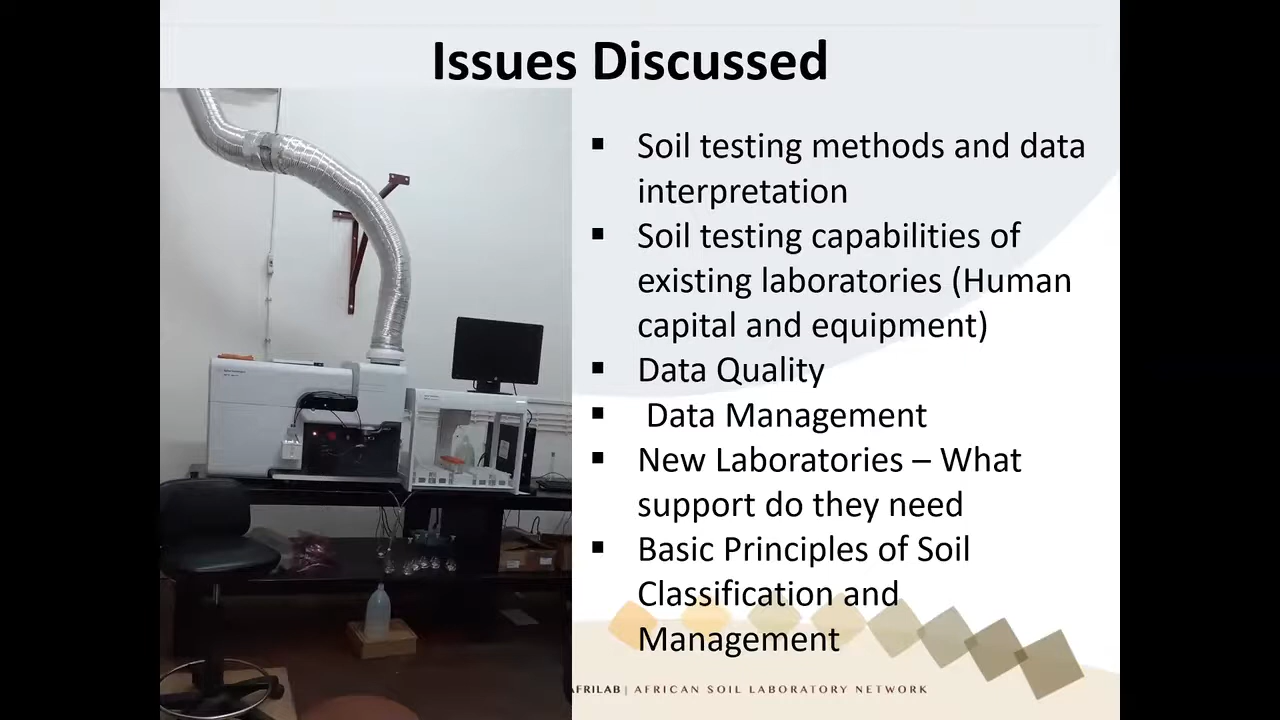 Issues Discussed
▪ Soil testing methods and data
interpretation
▪ Soil testing capabilities of
existing laboratories (Human
capital and equipment)
▪ Data Quality
▪ Data Management
▪ New Laboratories – What
support do they need
▪ Basic Principles of Soil
Classification and
Management
AFRILAB | AFRICAN SOIL LABORATORY NETWORK